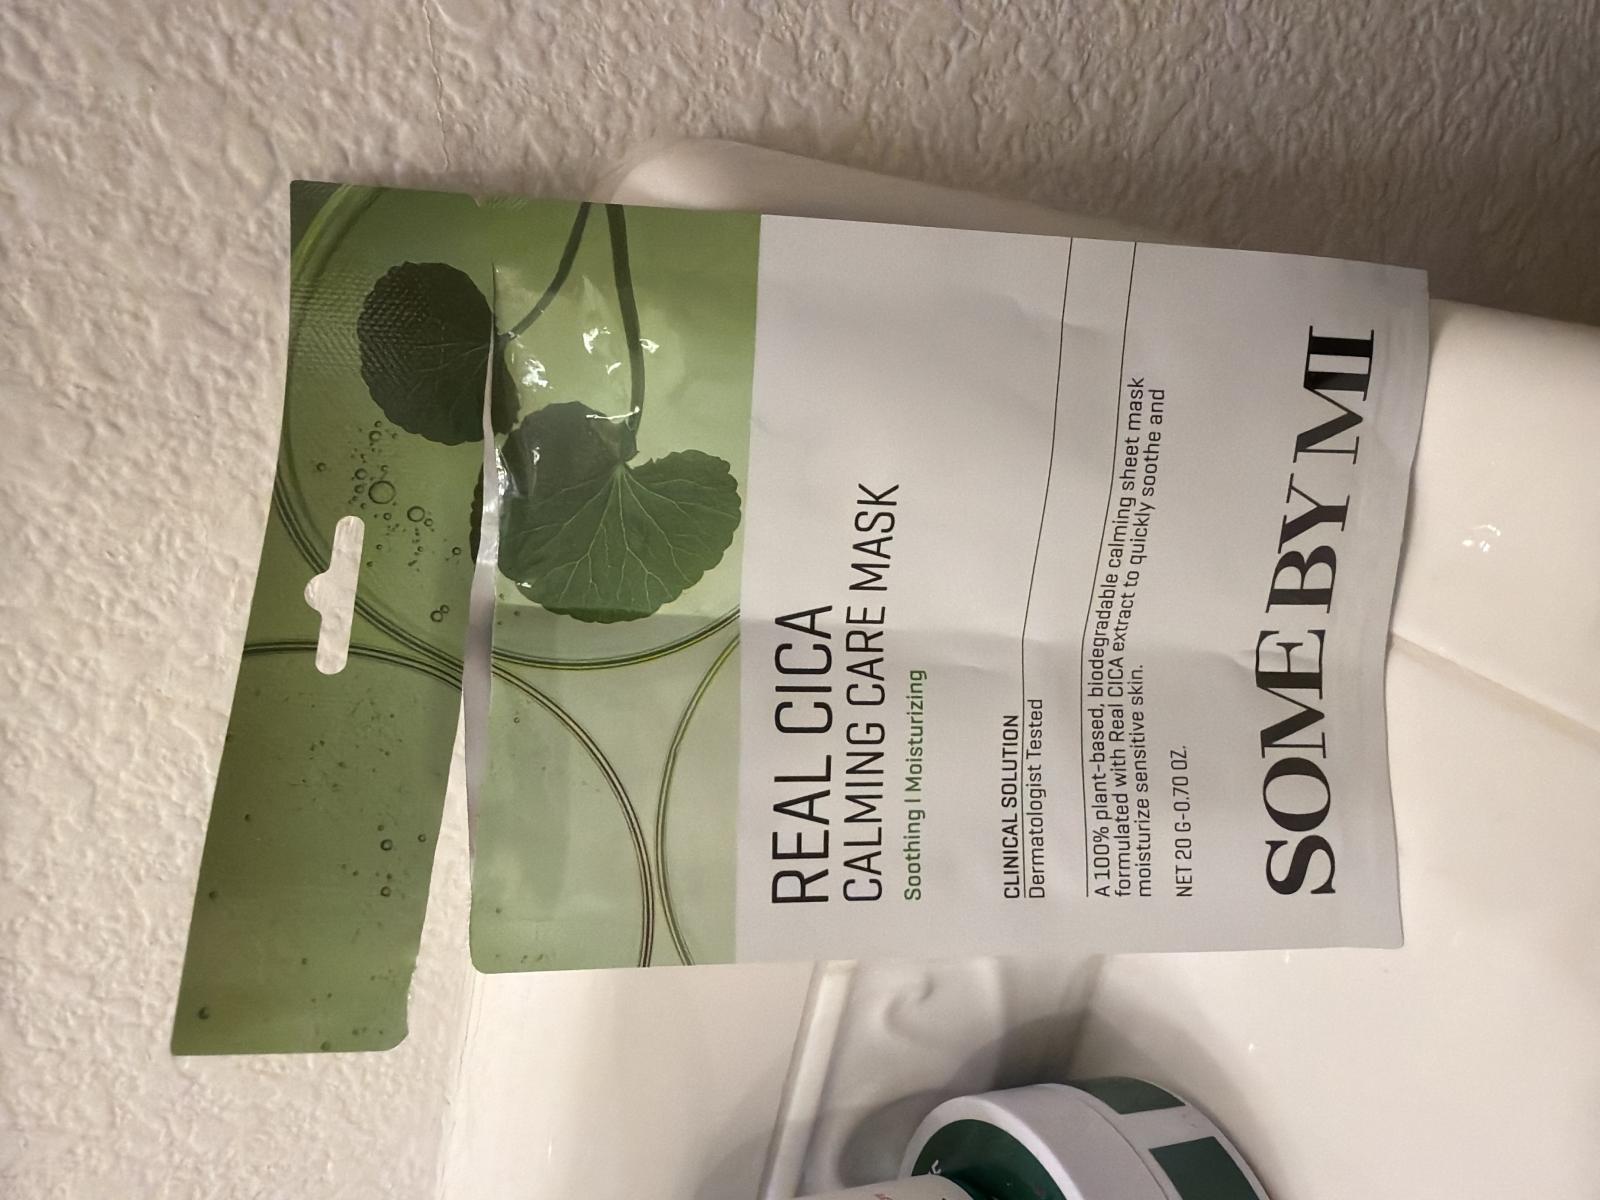 REAL CICA
CALMING CARE MASK
Soothing | Moisturizing
CLINICAL SOLUTION
Dermatologist Tested
A 100% plant-based, biodegradable calming sheet mask
formulated with Real CICA extract to quickly soothe and
moisturize sensitive skin.
NET 20 G-0.70 OZ.
SOME BY MI